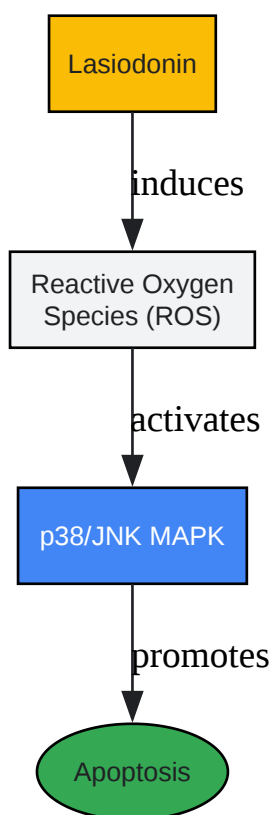 Lasiodonin
induces
Reactive Oxygen
Species (ROS)
activates
p38/JNK MAPK
promotes
Apoptosis